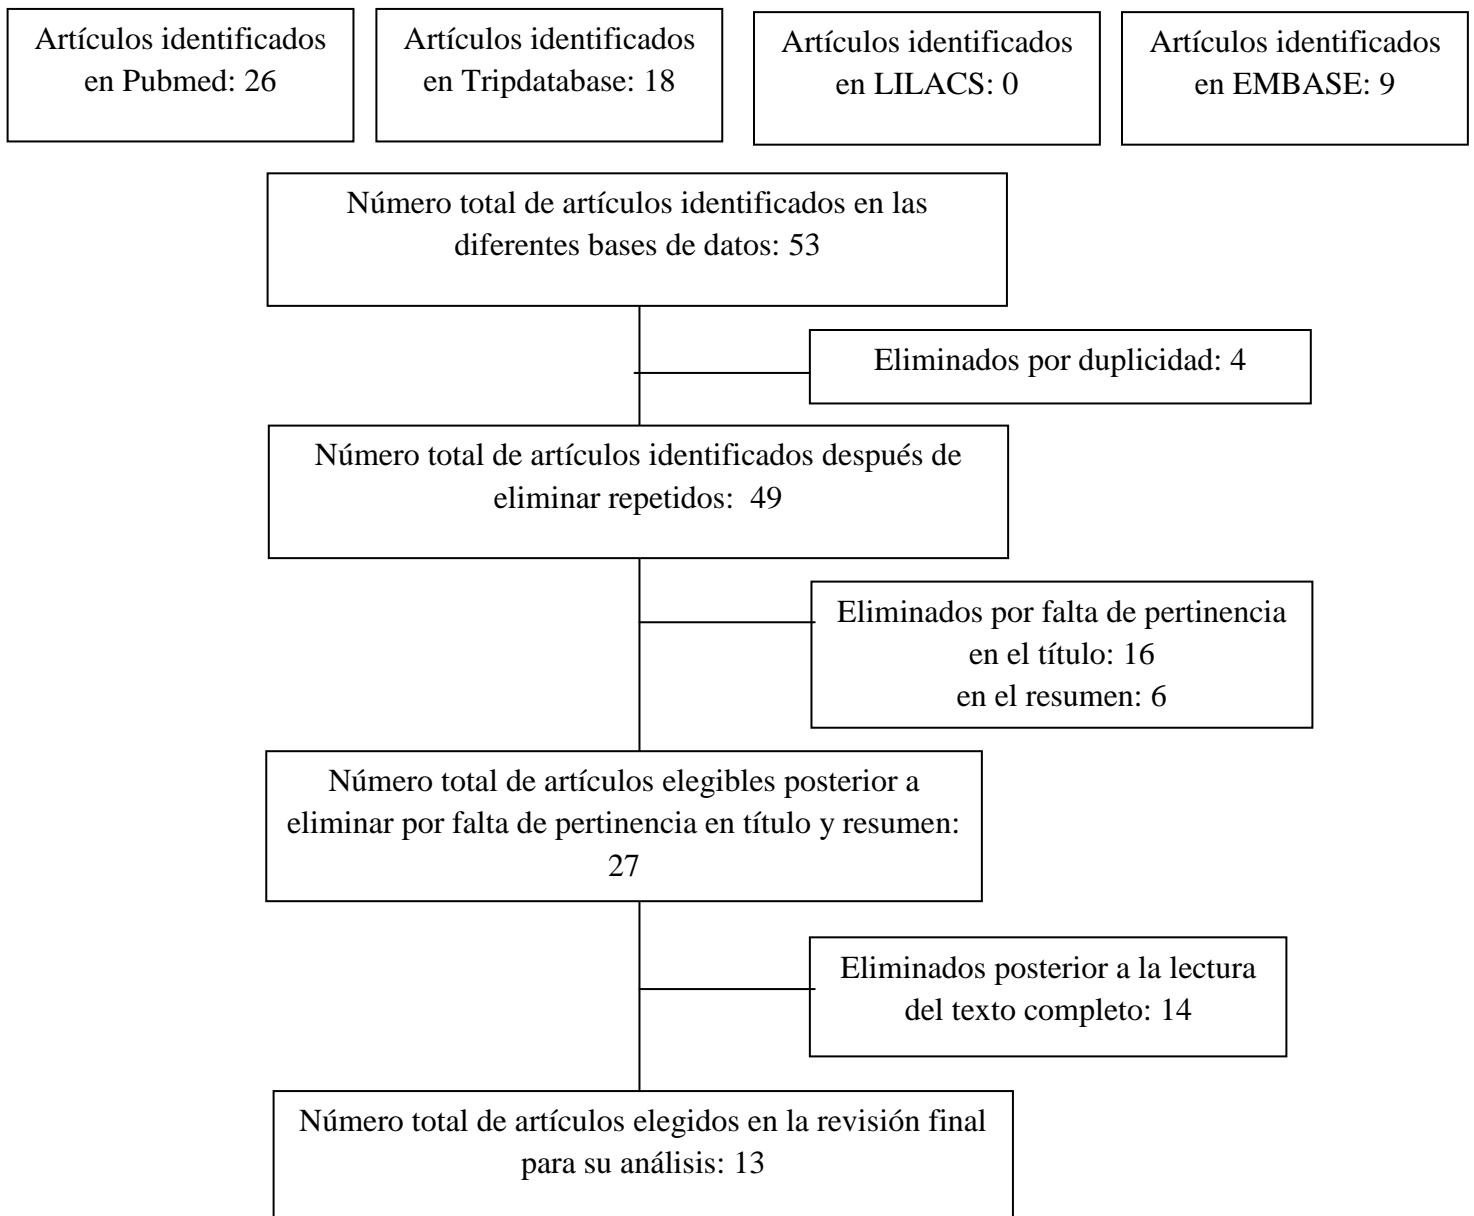 Artículos identificados
en Pubmed: 26
Artículos identificados
en Tripdatabase: 18
Artículos identificados
en LILACS: 0
Artículos identificados
en EMBASE: 9
Número total de artículos identificados en las
diferentes bases de datos: 53
Eliminados por duplicidad: 4
Número total de artículos identificados después de
eliminar repetidos:  49
Eliminados por falta de pertinencia
en el título: 16
en el resumen: 6
Número total de artículos elegibles posterior a
eliminar por falta de pertinencia en título y resumen:
27
Eliminados posterior a la lectura
del texto completo: 14
Número total de artículos elegidos en la revisión final
para su análisis: 13